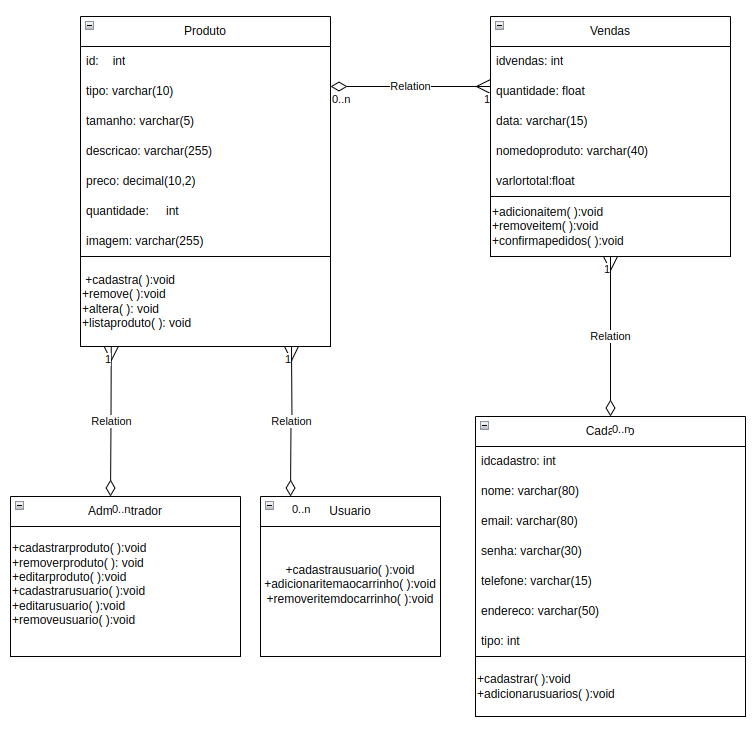 Produto
id: int
tipo: varchar(10)
tamanho: varchar(5)
descricao: varchar(255)
preco: decimal(10,2)
quantidade: int
imagem: varchar(255)
+cadastra( ):void
+remove( ):void
+altera( ): void
+listaproduto( ): void
Relation
0..n
1
Vendas
idvendas: int
quantidade: float
data: varchar(15)
nomedoproduto: varchar(40)
varlortotal:float
+adicionaitem( ):void
+removeitem( ):void
+confirmapedidos( ):void
1
Relation
0..n
1
Relation
0..n
1
Relation
0..n
+cadastrarproduto( ):void
+removerproduto( ): void
+editarproduto( ):void
+cadastrarusuario( ):void
+editarusuario( ):void
+removeusuario( ):void
Usuario
+cadastrausuario( ):void
+adicionaritemaocarrinho( ):void
+removeritemdocarrinho( ):void
idcadastro: int
nome: varchar(80)
email: varchar(80)
senha: varchar(30)
telefone: varchar(15)
endereco: varchar(50)
tipo: int
+cadastrar( ):void
+adicionarusuarios( ):void